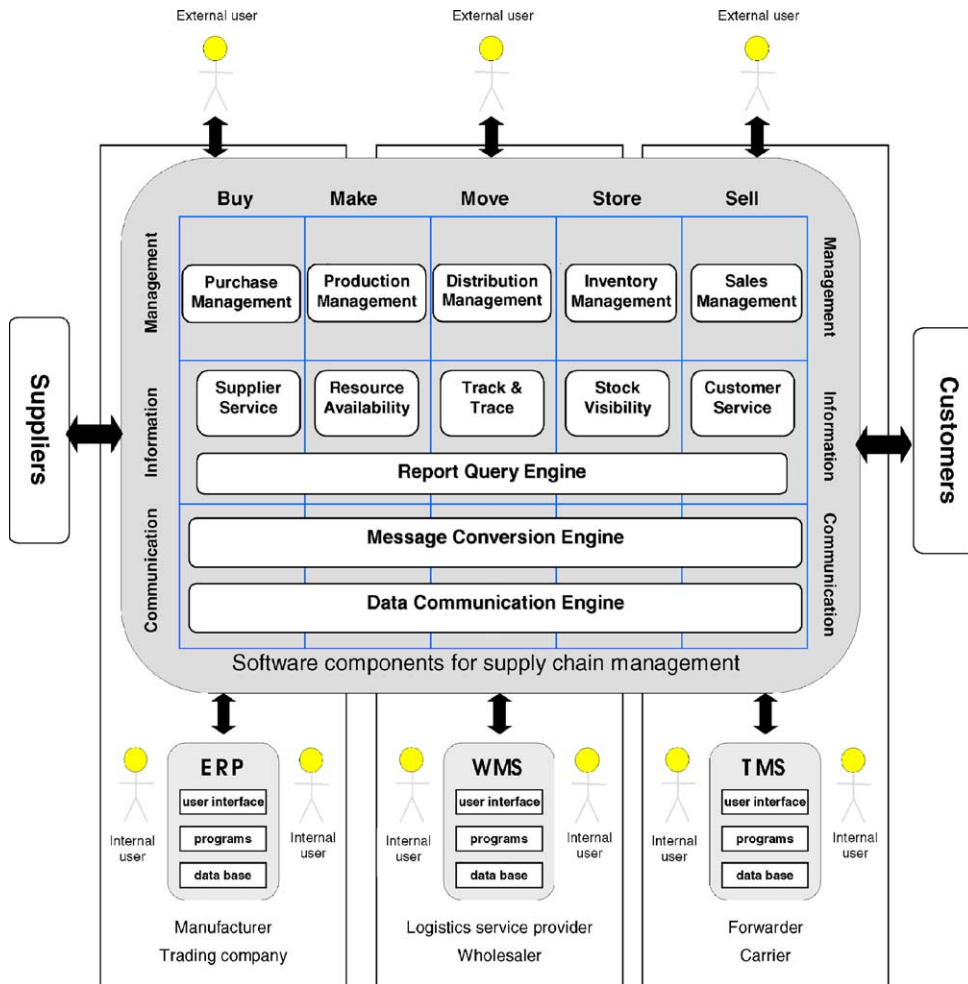 External user
External user
External user
Buy
Make
Move
Store
Sell
Management
Purchase
Management
Production
Management
Distribution
Management
Inventory
Management
Sales
Management
Management
Suppliers
Information
Supplier
Service
Resource
Availability
Track &
Trace
Stock
Visibility
Customer
Service
Information
Customers
Report Query Engine
Communication
Message Conversion Engine
Data Communication Engine
Communication
Software components for supply chain management
ERP
user interface
programs
data base
Internal
user
Internal
user
WMS
user interface
programs
data base
Internal
user
Internal
user
TMS
user interface
programs
data base
Internal
user
Internal
user
Manufacturer
Trading company
Logistics service provider
Wholesaler
Forwarder
Carrier